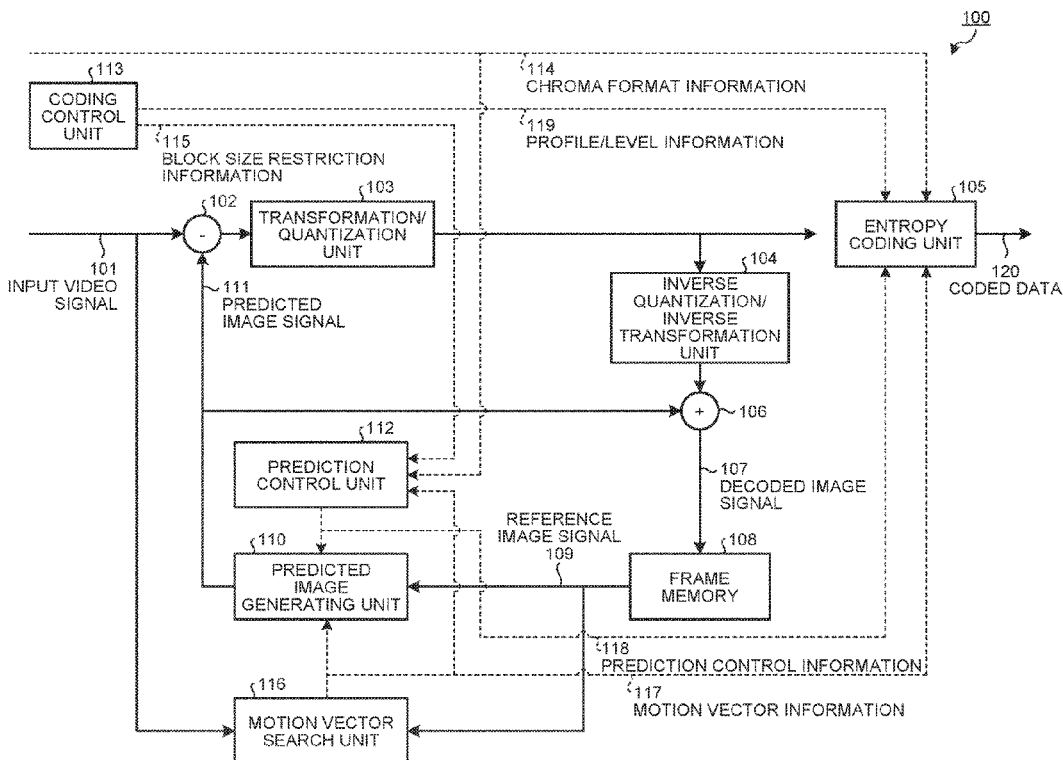 100
114
CHROMA FORMAT INFORMATION
113
CODING
CONTROL
UNIT
119
PROFILE/LEVEL INFORMATION
115
BLOCK SIZE RESTRICTION
INFORMATION
102
-
103
TRANSFORMATION/
QUANTIZATION
UNIT
105
ENTROPY
CODING UNIT
101
INPUT VIDEO
SIGNAL
111
PREDICTED
IMAGE SIGNAL
104
INVERSE
QUANTIZATION/
INVERSE
TRANSFORMATION
UNIT
120
CODED DATA
+
106
112
PREDICTION
CONTROL UNIT
107
DECODED IMAGE
SIGNAL
REFERENCE
IMAGE SIGNAL
109
110
PREDICTED
IMAGE
GENERATING UNIT
108
FRAME
MEMORY
118
PREDICTION CONTROL INFORMATION
117
MOTION VECTOR INFORMATION
116
MOTION VECTOR
SEARCH UNIT